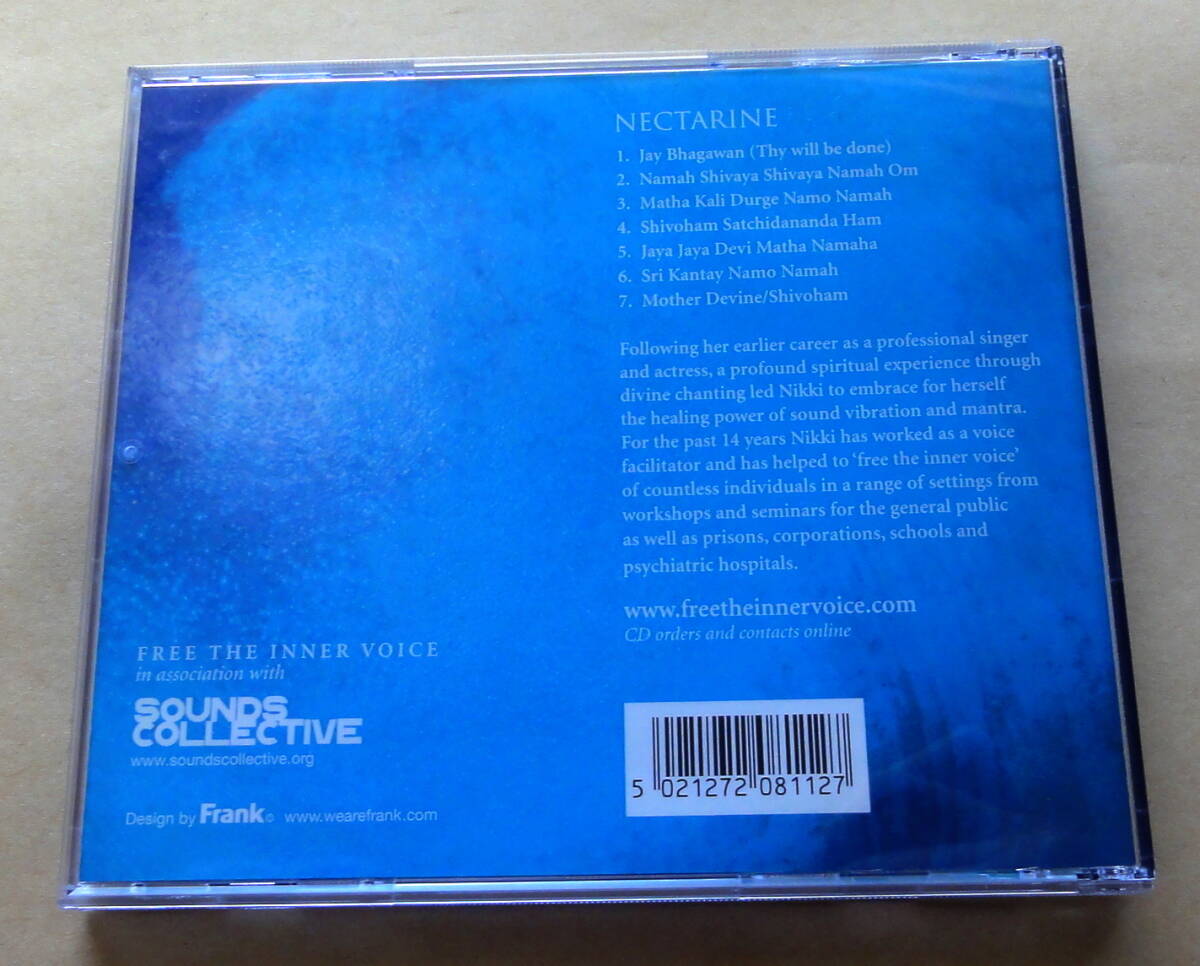 NECTARINE
1. Jay Bhagawan (Thy will be done)
2. Namah Shivaya Shivaya Namah Om
3. Matha Kali Durge Namo Namah
4. Shivoham Satchidananda Ham
5. Jaya Jaya Devi Matha Namaha
6. Sri Kantay Namo Namah
7. Mother Devine/Shivoham
Following her earlier career as a professional singer
and actress, a profound spiritual experience through
divine chanting led Nikki to embrace for herself
the healing power of sound vibration and mantra.
For the past 14 years Nikki has worked as a voice
facilitator and has helped to ‘free the inner voice’
of countless individuals in a range of settings from
workshops and seminars for the general public
as well as prisons, corporations, schools and
psychiatric hospitals.
www.freetheinnervoice.com
CD orders and contacts online
FREE THE INNER VOICE
in association with
SOUNDS
COLLECTIVE
www.soundscollective.org
Design by Frank© www.wearefrank.com
5 021272 081127